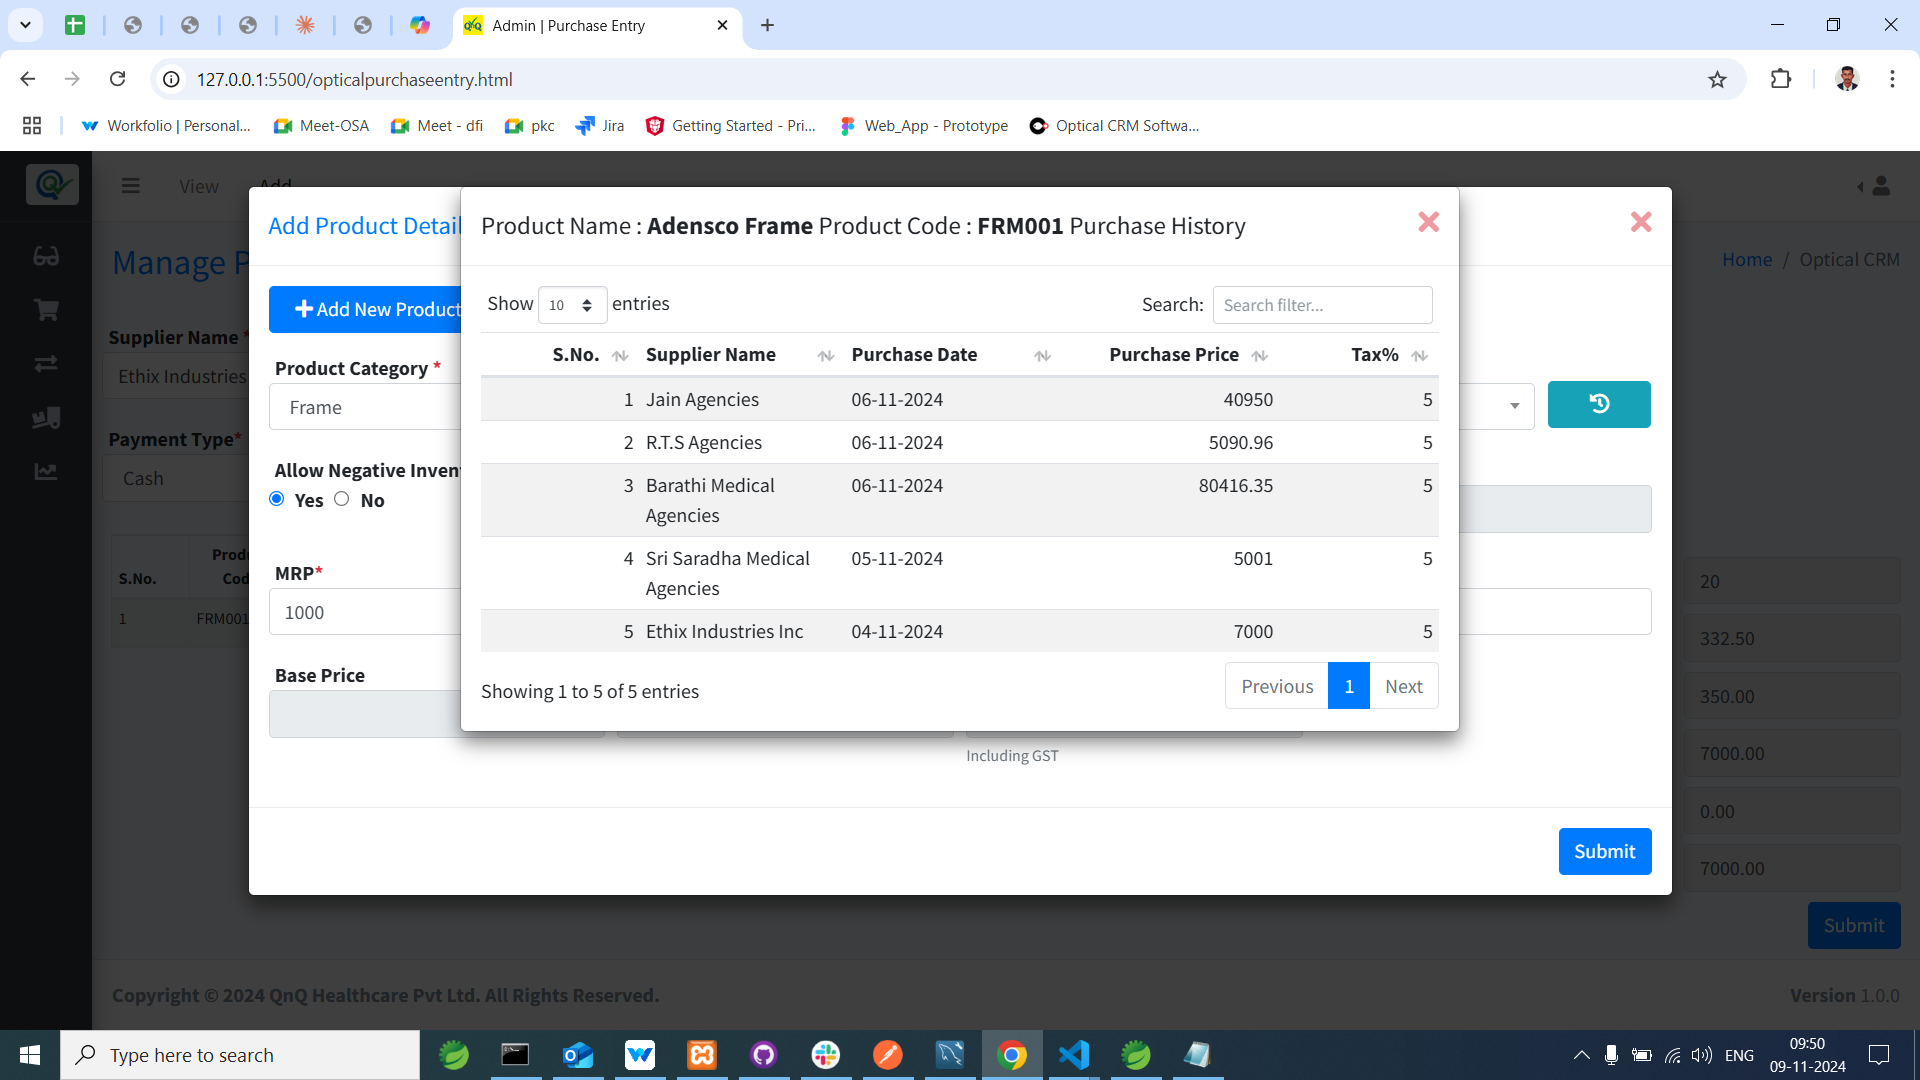 Admin | Purchase Entry
127.0.0.1:5500/opticalpurchaseentry.html
Workfolio | Personal...
Meet-OSA
Meet - dfi
pkc
Jira
Getting Started - Pri...
Web_App - Prototype
Optical CRM Softwa...
View
Add
Add Product Detail
Product Name : Adensco Frame Product Code : FRM001 Purchase History
Manage P
Home / Optical CRM
Add New Product
Show 10 entries
Search: Search filter...
Supplier Name *
Ethix Industries
S.No. Supplier Name Purchase Date Purchase Price Tax%
Product Category *
Frame
1 Jain Agencies 06-11-2024 40950 5
2 R.T.S Agencies 06-11-2024 5090.96 5
3 Barathi Medical Agencies 06-11-2024 80416.35 5
4 Sri Saradha Medical Agencies 05-11-2024 5001 5
5 Ethix Industries Inc 04-11-2024 7000 5
Payment Type*
Cash
Allow Negative Inven
Yes No
S.No.
Produ
Cod
1 FRM001
MRP*
1000
Base Price
Showing 1 to 5 of 5 entries
Previous 1 Next
Including GST
Submit
20
332.50
350.00
7000.00
0.00
7000.00
Submit
Copyright © 2024 QnQ Healthcare Pvt Ltd. All Rights Reserved.
Version 1.0.0
Type here to search
ENG
09:50
09-11-2024